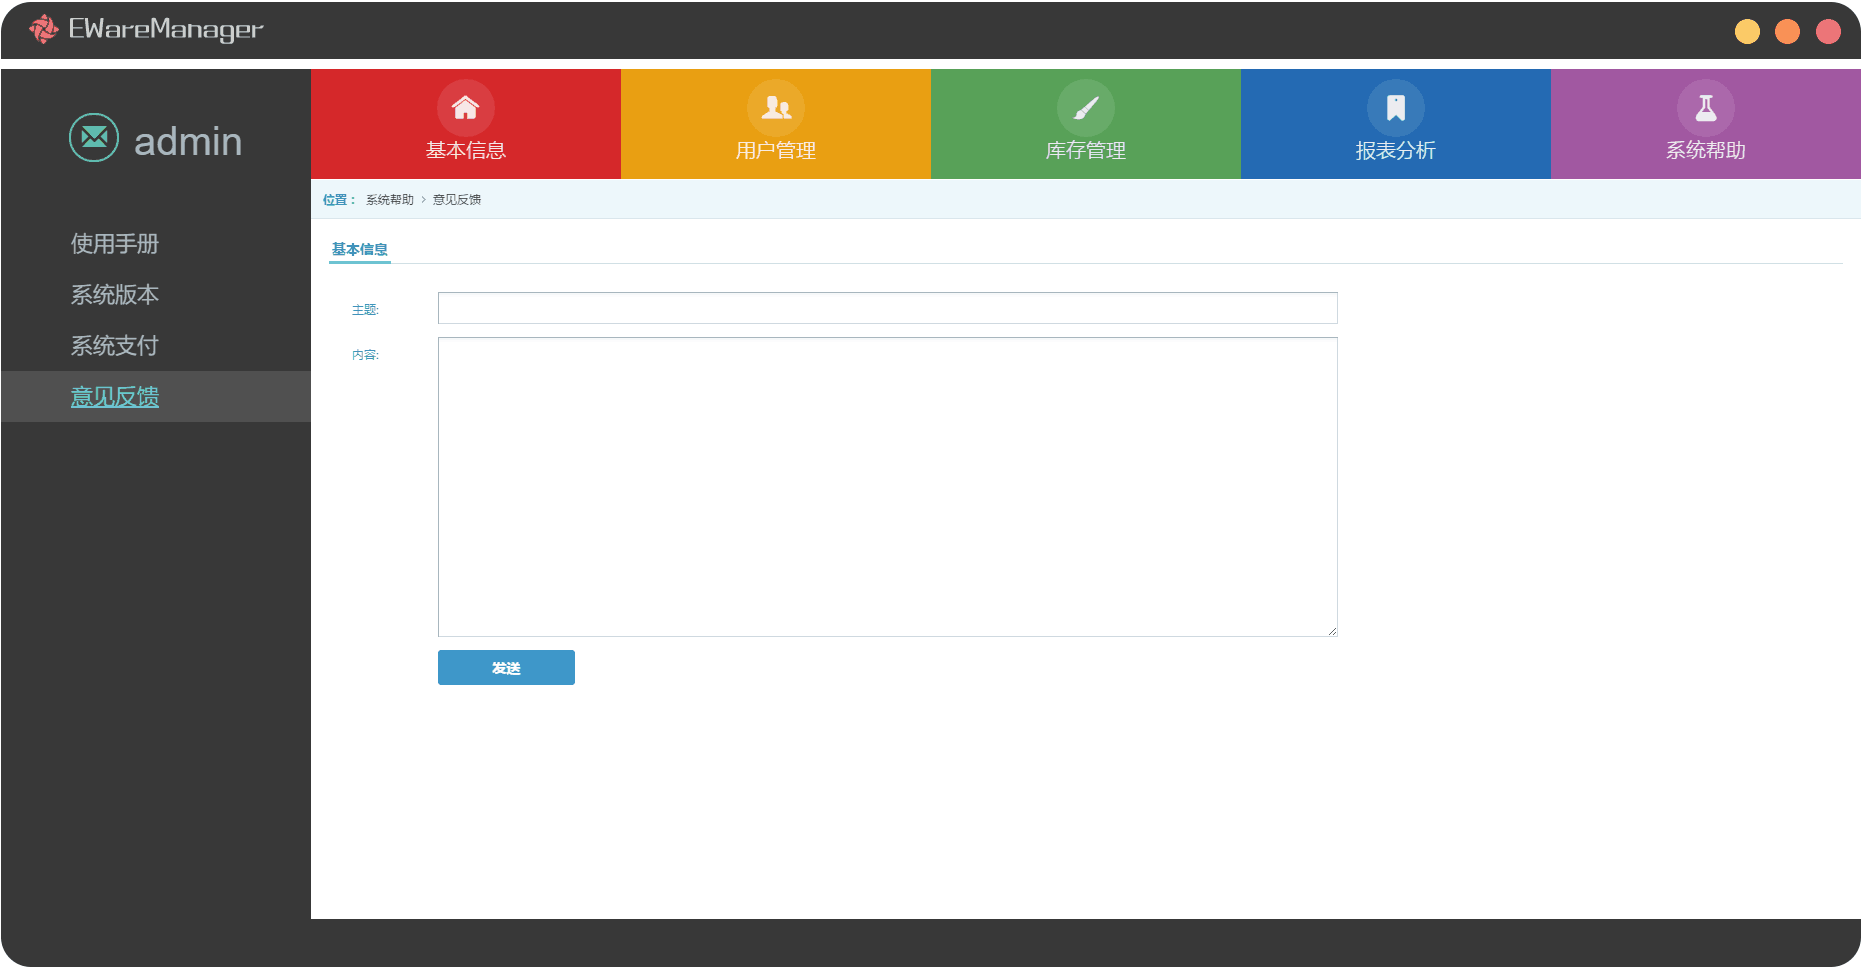 EWareManager
admin
基本信息
用户管理
库存管理
报表分析
系统帮助
位置： 系统帮助 > 意见反馈
使用手册
系统版本
系统支付
意见反馈
基本信息
主题:
内容:
发送